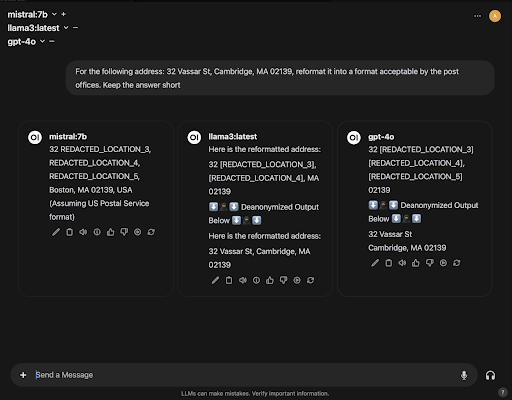 mistral:7b
llama3:latest
gpt-4o
A
For the following address: 32 Vassar St, Cambridge, MA 02139, reformat it into a format acceptable by the post
offices. Keep the answer short
OI
mistral:7b
32 REDACTED_LOCATION_3,
REDACTED_LOCATION_4,
REDACTED_LOCATION_5,
Boston, MA 02139, USA
(Assuming US Postal Service
format)
OI
llama3:latest
Here is the reformatted address:
32 [REDACTED_LOCATION_3],
[REDACTED_LOCATION_4], MA
02139
⬇️🕵️⬇️ Deanonymized Output
Below ⬇️🕵️⬇️
Here is the reformatted address:
32 Vassar St, Cambridge, MA
02139
OI
gpt-4o
32 [REDACTED_LOCATION_3]
[REDACTED_LOCATION_4],
[REDACTED_LOCATION_5]
02139
⬇️🕵️⬇️ Deanonymized Output
Below ⬇️🕵️⬇️
32 Vassar St
Cambridge, MA 02139
Send a Message
LLMs can make mistakes. Verify important information.
?